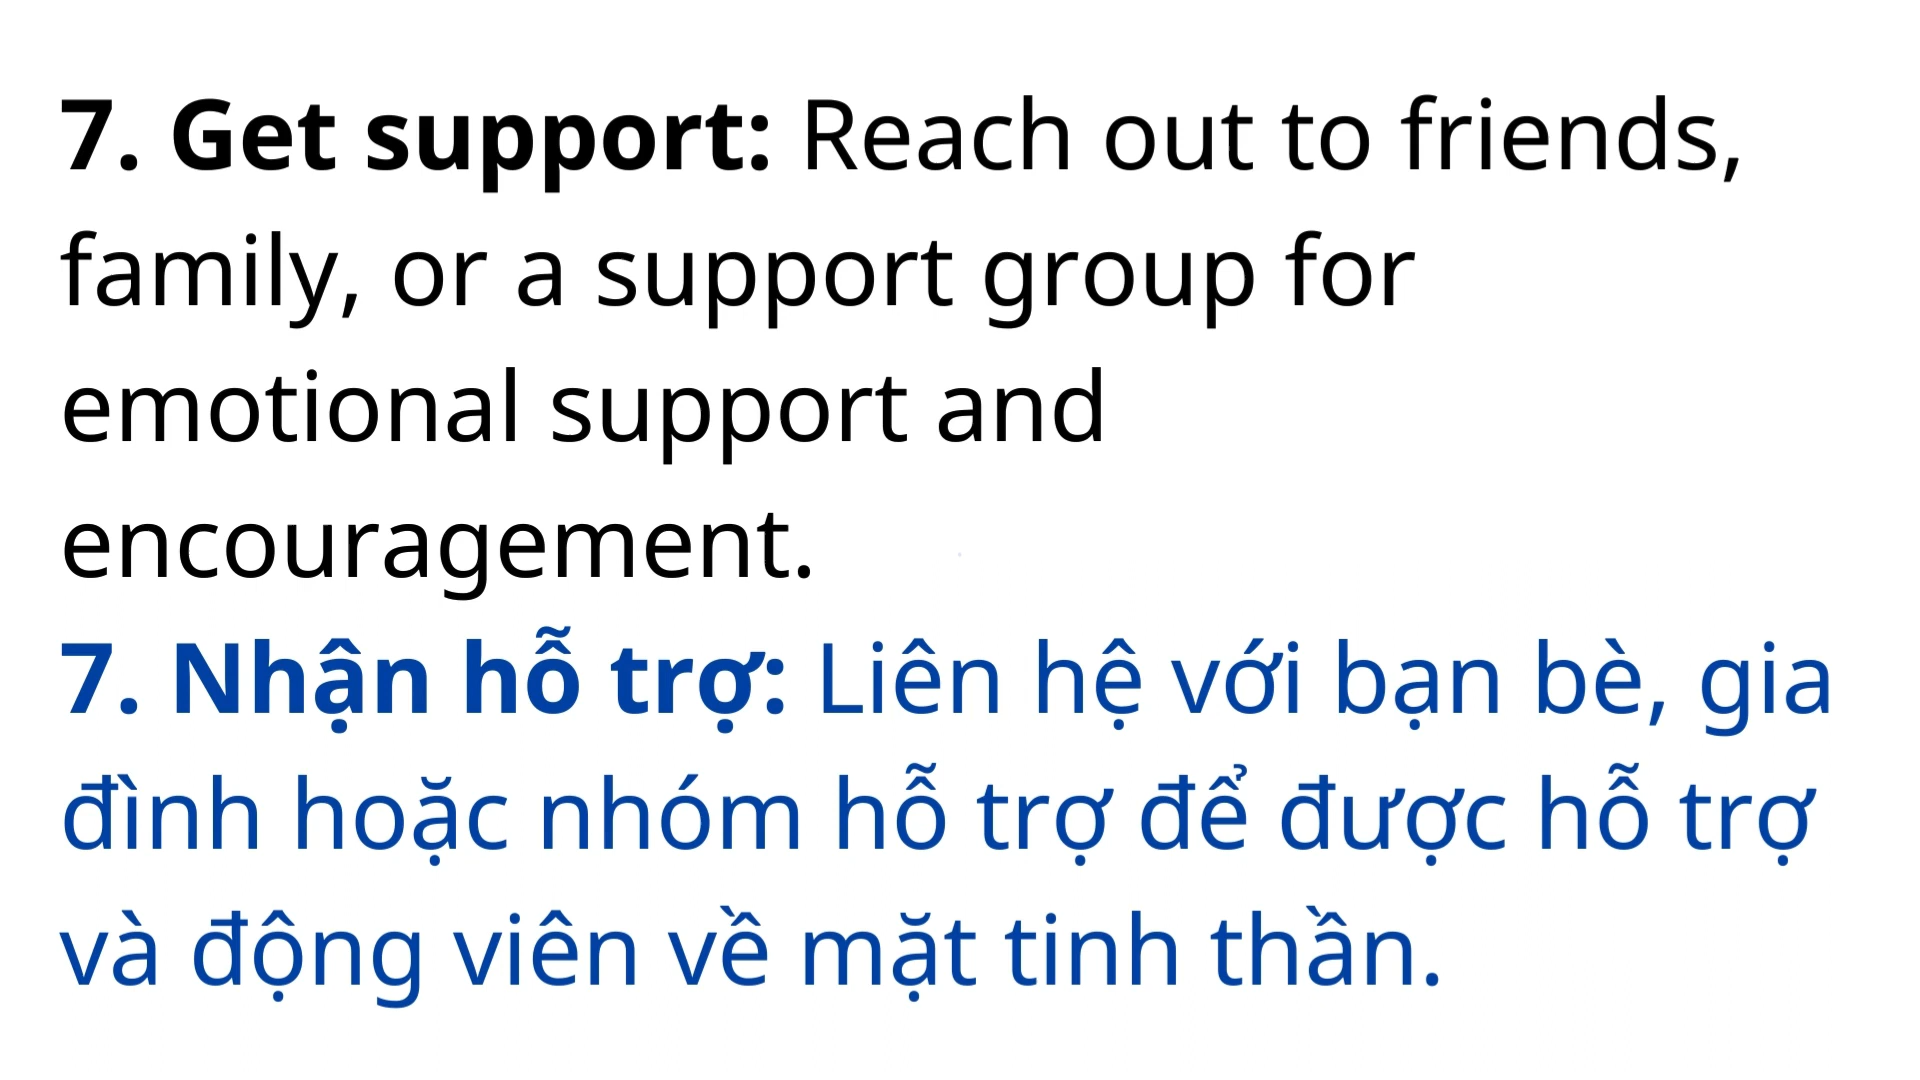 7. Get support: Reach out to friends,
family, or a support group for
emotional support and
encouragement.
7. Nhận hỗ trợ: Liên hệ với bạn bè, gia
đình hoặc nhóm hỗ trợ để được hỗ trợ
và động viên về mặt tinh thần.